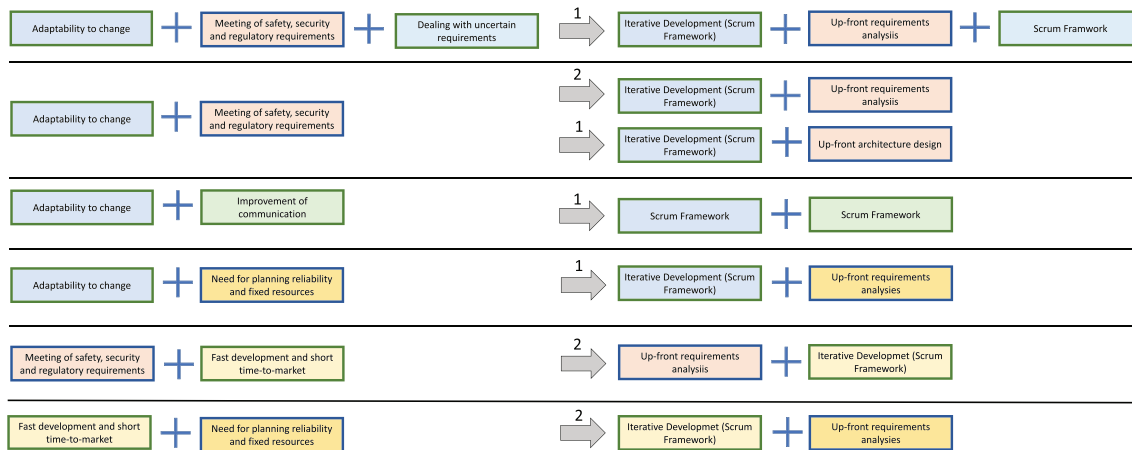 Adaptability to change
Meeting of safety, security
and regulatory requirements
Dealing with uncertain
requirements
1
Iterative Development (Scrum
Framework)
Up-front requirements
analysiis
Scrum Framwork
Adaptability to change
Meeting of safety, security
and regulatory requirements
2
Iterative Development (Scrum
Framework)
Up-front requirements
analysiis
1
Iterative Development (Scrum
Framework)
Up-front architecture design
Adaptability to change
Improvement of
communication
1
Scrum Framework
Scrum Framework
Adaptability to change
Need for planning reliability
and fixed resources
1
Iterative Development (Scrum
Framework)
Up-front requirements
analysies
Meeting of safety, security
and regulatory requirements
Fast development and short
time-to-market
2
Up-front requirements
analysiis
Iterative Developmet (Scrum
Framework)
Fast development and short
time-to-market
Need for planning reliability
and fixed resources
2
Iterative Developmet (Scrum
Framework)
Up-front requirements
analysies